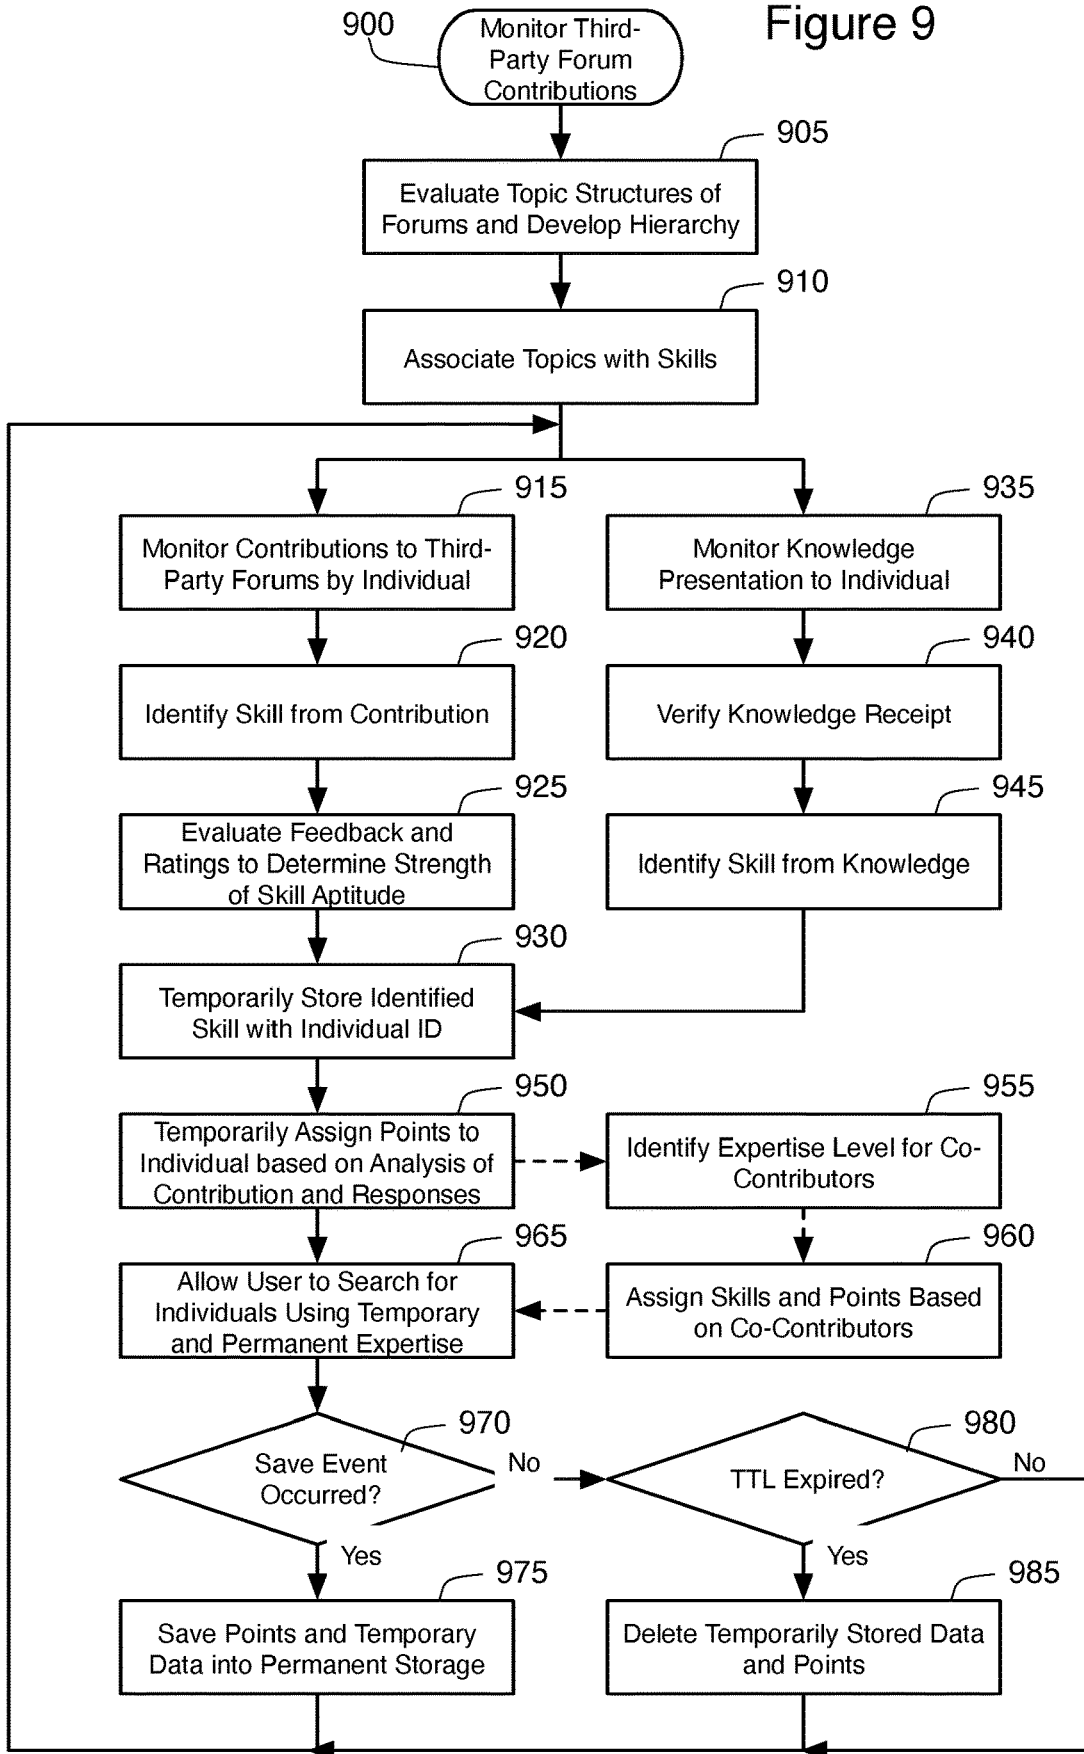 Figure 9
900
Monitor Third-
Party Forum
Contributions
905
Evaluate Topic Structures of
Forums and Develop Hierarchy
910
Associate Topics with Skills
915
Monitor Contributions to Third-
Party Forums by Individual
935
Monitor Knowledge
Presentation to Individual
920
Identify Skill from Contribution
940
Verify Knowledge Receipt
925
Evaluate Feedback and
Ratings to Determine Strength
of Skill Aptitude
945
Identify Skill from Knowledge
930
Temporarily Store Identified
Skill with Individual ID
950
Temporarily Assign Points to
Individual based on Analysis of
Contribution and Responses
955
Identify Expertise Level for Co-
Contributors
965
Allow User to Search for
Individuals Using Temporary
and Permanent Expertise
960
Assign Skills and Points Based
on Co-Contributors
970
Save Event
Occurred?
No
Yes
980
TTL Expired?
No
Yes
975
Save Points and Temporary
Data into Permanent Storage
985
Delete Temporarily Stored Data
and Points